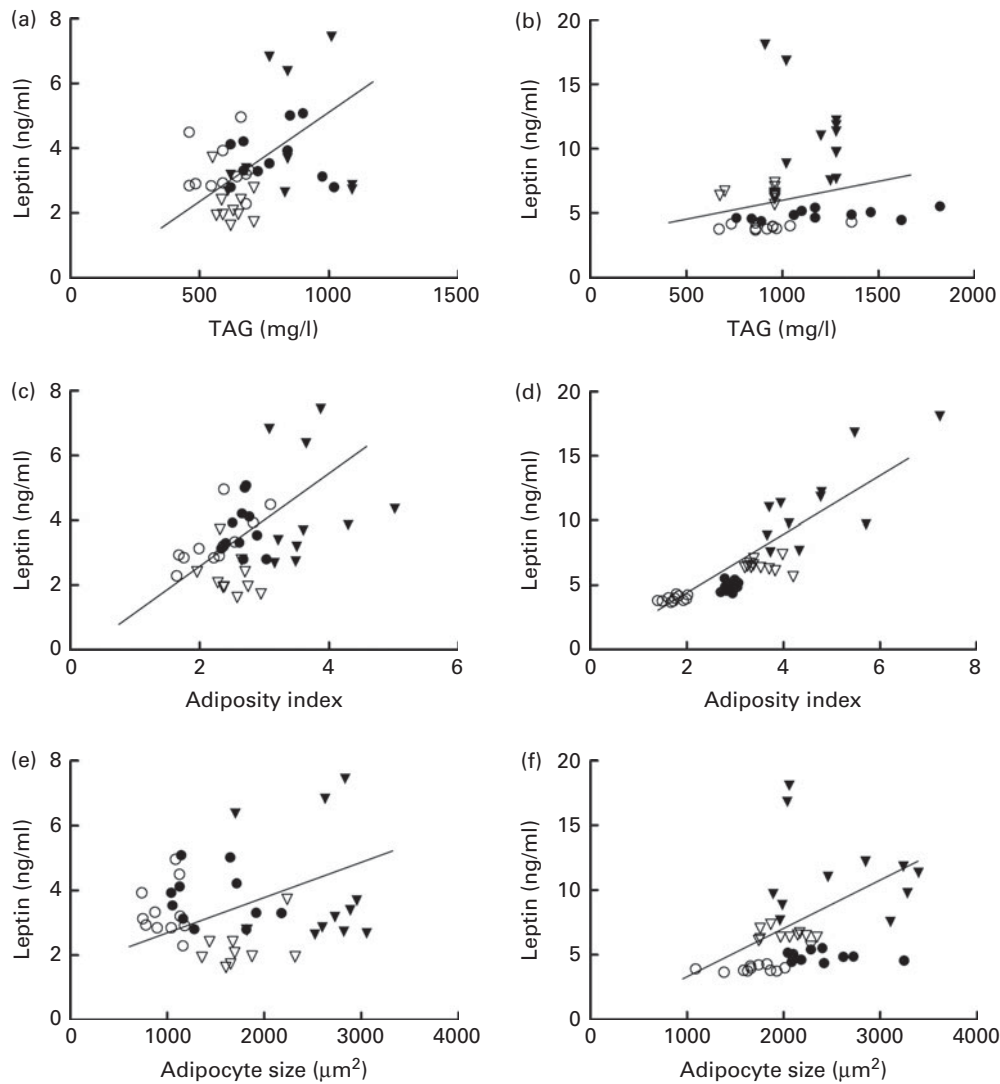 (a)
8
6
4
2
0
Leptin (ng/ml)
0 500 1000 1500
TAG (mg/l)
(b)
20
15
10
5
0
Leptin (ng/ml)
0 500 1000 1500 2000
TAG (mg/l)
(c)
8
6
4
2
0
Leptin (ng/ml)
0 2 4 6
Adiposity index
(d)
20
15
10
5
0
Leptin (ng/ml)
0 2 4 6 8
Adiposity index
(e)
8
6
4
2
0
Leptin (ng/ml)
0 1000 2000 3000 4000
Adipocyte size (μm²)
(f)
20
15
10
5
0
Leptin (ng/ml)
0 1000 2000 3000 4000
Adipocyte size (μm²)